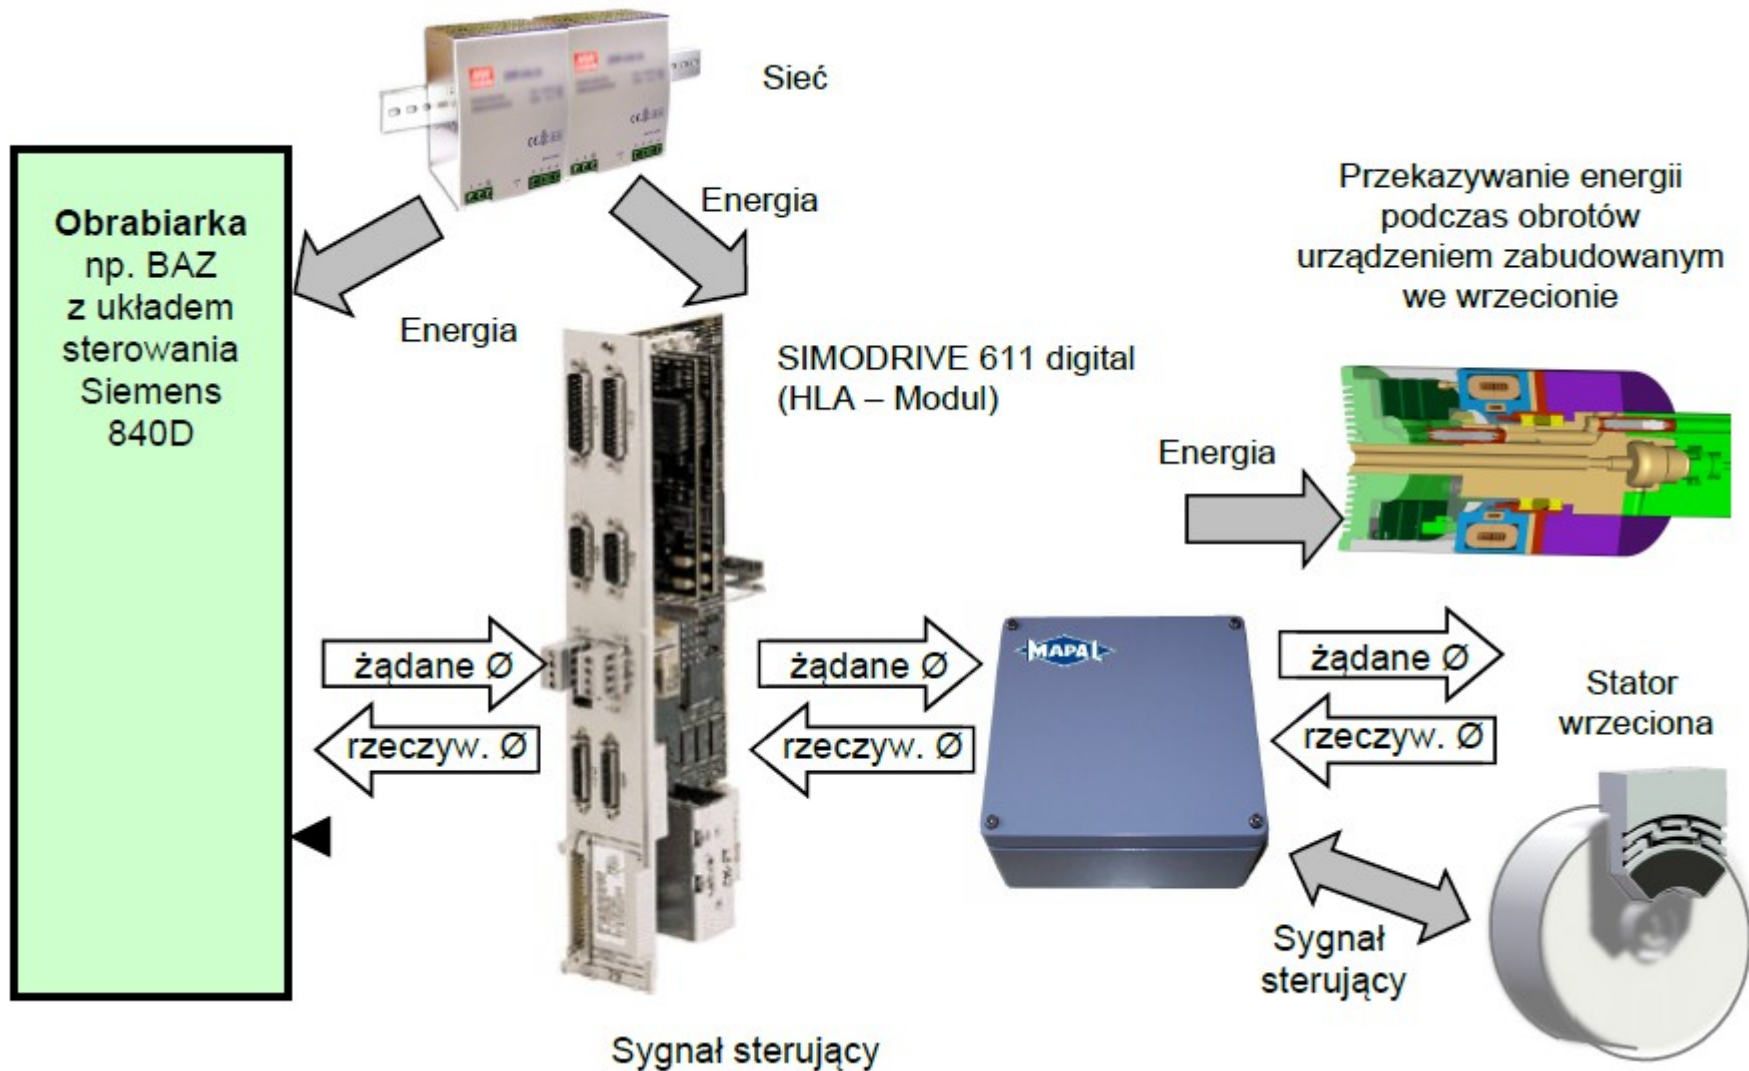 Sieć
Energia
Przekazywanie energii
podczas obrotów
urządzeniem zabudowanym
we wrzecionie
Obrabiarka
np. BAZ
z układem
sterowania
Siemens
840D
Energia
SIMODRIVE 611 digital
(HLA – Modul)
Energia
żądane Ø
żądane Ø
MAPAL
żądane Ø
rzeczyw. Ø
rzeczyw. Ø
rzeczyw. Ø
Stator
wrzeciona
Sygnał
sterujący
Sygnał sterujący